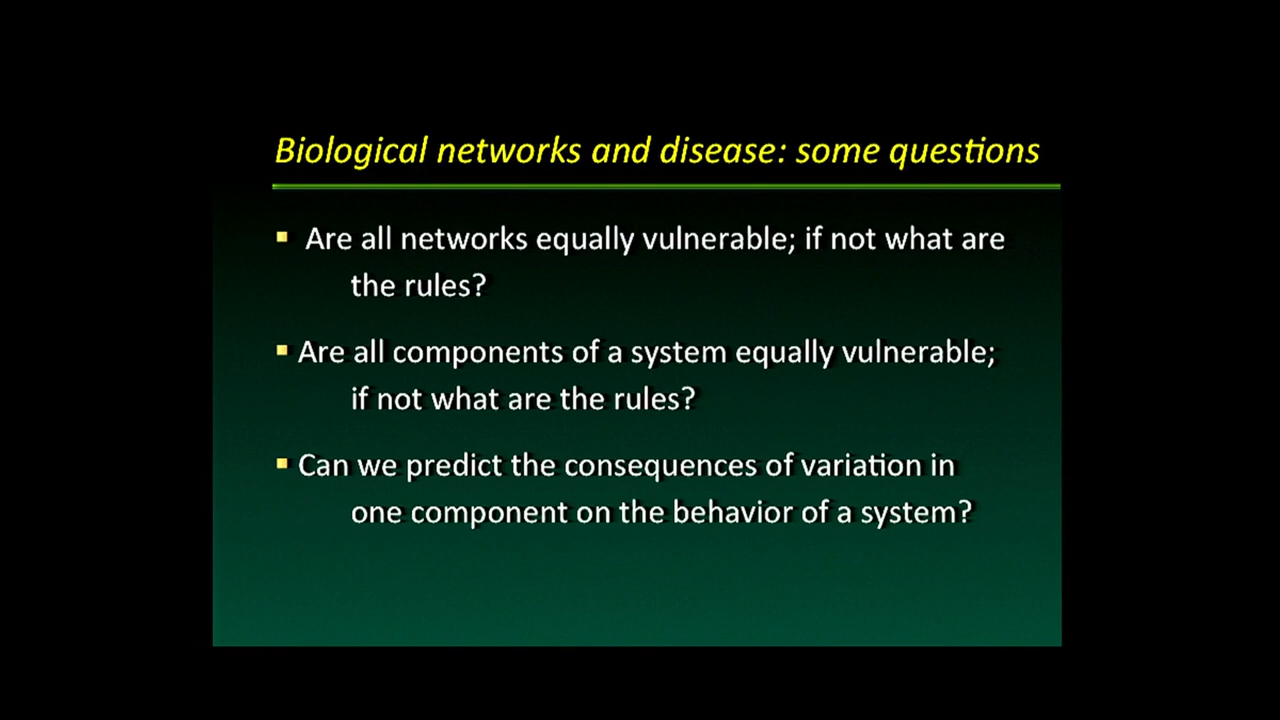 Biological networks and disease: some questions
Are all networks equally vulnerable; if not what are
the rules?
Are all components of a system equally vulnerable;
if not what are the rules?
Can we predict the consequences of variation in
one component on the behavior of a system?